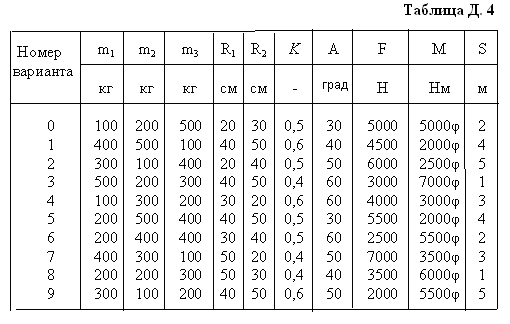 Таблица Д. 4
Номер варианта m₁ m₂ m₃ R₁ R₂ K А F М S
кг кг кг см см - град Н Нм м
0 100 200 500 20 30 0,5 30 5000 5000φ 2
1 400 500 100 40 50 0,6 40 4500 2000φ 4
2 300 100 400 20 40 0,5 50 6000 2500φ 5
3 500 200 300 40 50 0,4 60 3000 7000φ 1
4 100 300 200 30 20 0,6 60 4000 3000φ 3
5 200 500 400 40 50 0,5 30 5500 2000φ 4
6 200 400 400 30 40 0,5 60 2500 5500φ 2
7 400 300 100 50 20 0,4 50 7000 3500φ 3
8 200 200 300 50 30 0,4 40 3500 6000φ 1
9 300 100 200 40 50 0,6 50 2000 5500φ 5